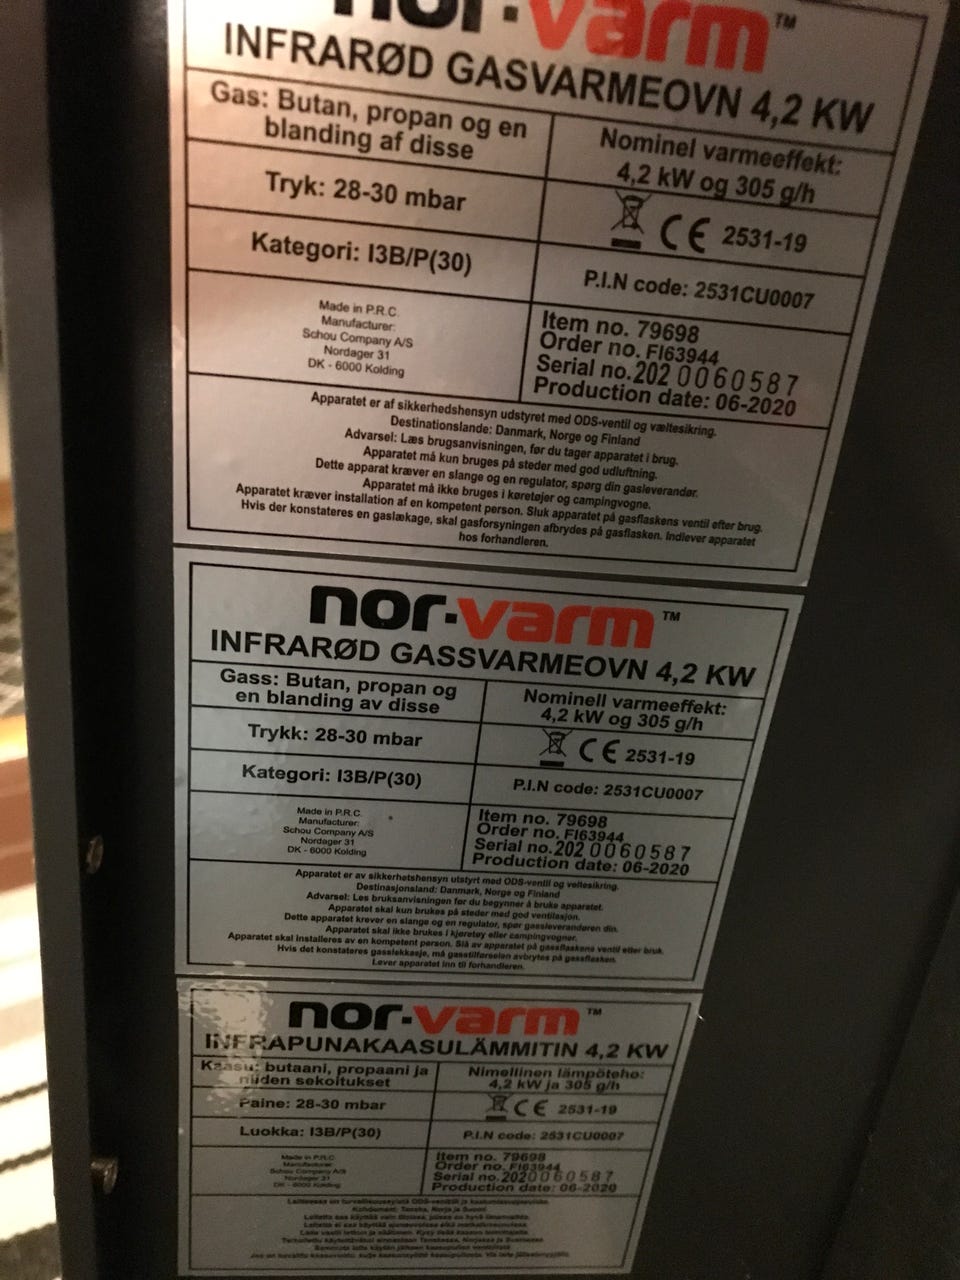 nor-varm™
INFRARØD GASVARMEOVN 4,2 KW
Gas: Butan, propan og en
blanding af disse
Nominel varmeeffekt:
4,2 kW og 305 g/h
Tryk: 28-30 mbar
CE 2531-19
Kategori: I3B/P(30)
P.I.N code: 2531CU0007
Made in P.R.C.
Manufacturer:
Schou Company A/S
Nordager 31
DK - 6000 Kolding
Item no. 79698
Order no. FI63944
Serial no.202 0060587
Production date: 06-2020
Apparatet er af sikkerhedshensyn udstyret med ODS-ventil og væltesikring.
Destinationslande: Danmark, Norge og Finland
Advarsel: Læs brugsanvisningen, før du tager apparatet i brug.
Apparatet må kun bruges på steder med god udluftning.
Dette apparat kræver en slange og en regulator, spørg din gasleverandør.
Apparatet må ikke bruges i køretøjer og campingvogne.
Apparatet kræver installation af en kompetent person. Sluk apparatet på gasflaskens ventil efter brug.
Hvis der konstateres en gaslækage, skal gasforsyningen afbrydes på gasflasken. Indlever apparatet
hos forhandleren.
nor-varm™
INFRARØD GASSVARMEOVN 4,2 KW
Gass: Butan, propan og
en blanding av disse
Nominell varmeeffekt:
4,2 kW og 305 g/h
Trykk: 28-30 mbar
CE 2531-19
Kategori: I3B/P(30)
P.I.N code: 2531CU0007
Made in P.R.C.
Manufacturer:
Schou Company A/S
Nordager 31
DK - 6000 Kolding
Item no. 79698
Order no. FI63944
Serial no.202 0060587
Production date: 06-2020
Apparatet er av sikkerhetshensyn utstyrt med ODS-ventil og veltesikring.
Destinasjonsland: Danmark, Norge og Finland
Advarsel: Les bruksanvisningen før du begynner å bruke apparatet.
Apparatet skal kun brukes på steder med god ventilasjon.
Dette apparatet krever en slange og en regulator, spør gassleverandøren din.
Apparatet skal ikke brukes i kjøretøy eller campingvogner.
Apparatet skal installeres av en kompetent person. Slå av apparatet på gassflaskens ventil etter bruk.
Hvis det konstateres gasslekkasje, må gasstilførselen avbrytes på gassflasken.
Lever apparatet inn til forhandleren.
nor-varm™
INFRAPUNAKAASULÄMMITIN 4,2 KW
Kaasu: butaani, propaani ja
niiden sekoitukset
Nimellinen lämpöteho:
4,2 kW ja 305 g/h
Paine: 28-30 mbar
CE 2531-19
Luokka: I3B/P(30)
P.I.N code: 2531CU0007
Made in P.R.C.
Manufacturer:
Schou Company A/S
Nordager 31
DK - 6000 Kolding
Item no. 79698
Order no. FI63944
Serial no.2020060587
Production date: 06-2020